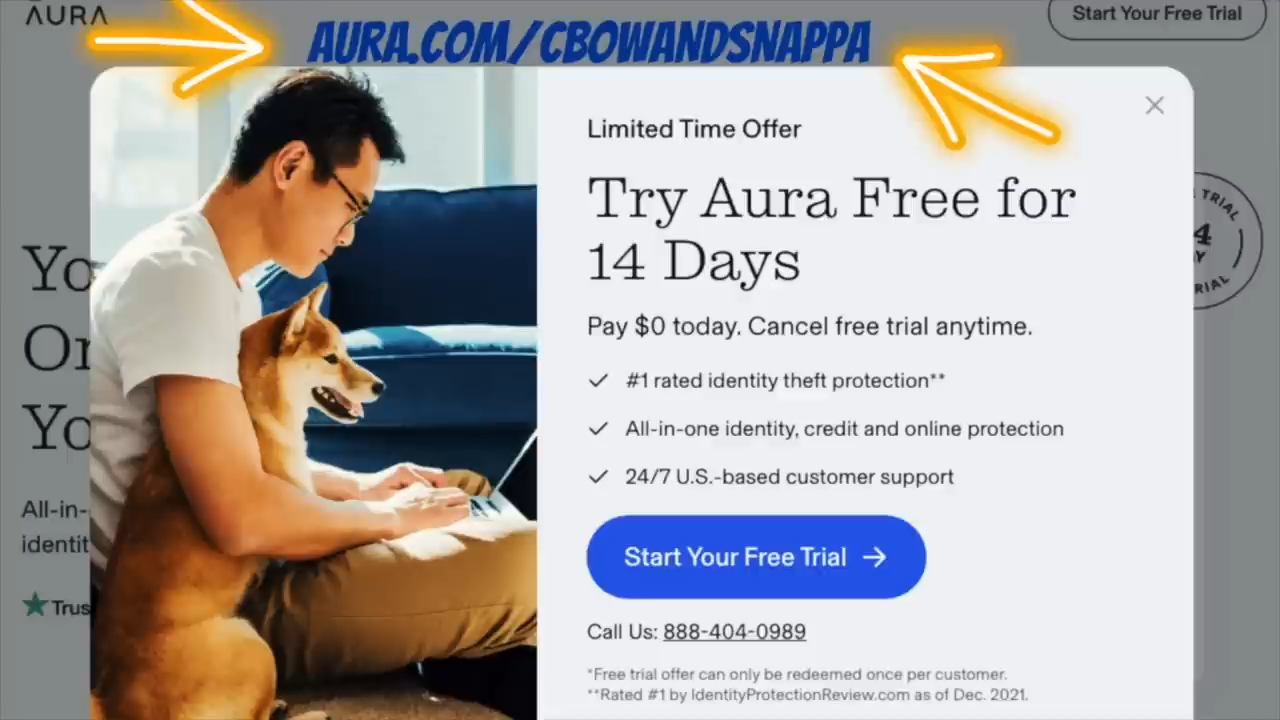 AURA
AURA.COM/CBOWANDSNAPPA
Start Your Free Trial
Limited Time Offer
Try Aura Free for
14 Days
Pay $0 today. Cancel free trial anytime.
✓ #1 rated identity theft protection**
✓ All-in-one identity, credit and online protection
✓ 24/7 U.S.-based customer support
Start Your Free Trial →
Call Us: 888-404-0989
*Free trial offer can only be redeemed once per customer.
**Rated #1 by IdentityProtectionReview.com as of Dec. 2021.
All-in-
TRIAL